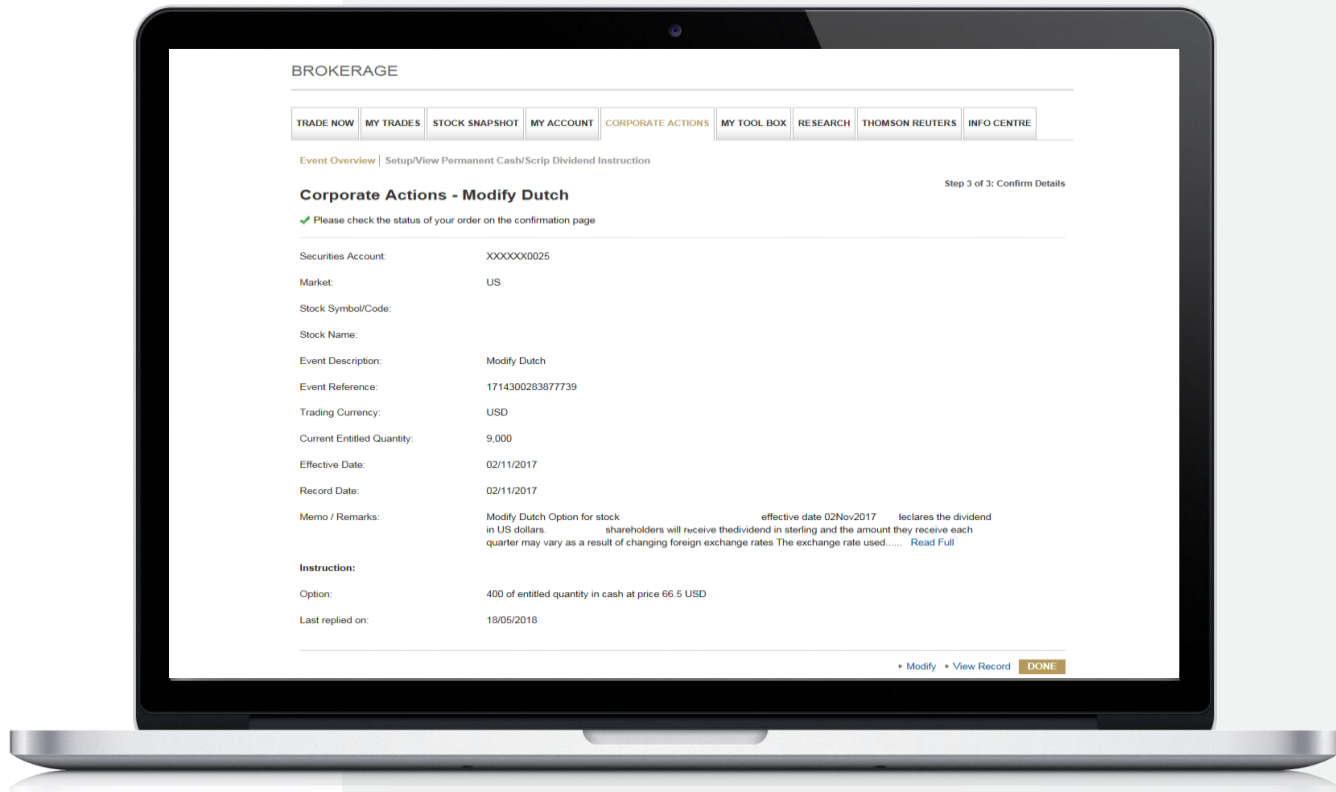 BROKERAGE
TRADE NOW MY TRADES STOCK SNAPSHOT MY ACCOUNT CORPORATE ACTIONS MY TOOL BOX RESEARCH THOMSON REUTERS INFO CENTRE
Event Overview | Setup/View Permanent Cash/Scrip Dividend Instruction
Step 3 of 3: Confirm Details
Corporate Actions - Modify Dutch
Please check the status of your order on the confirmation page
Securities Account: XXXXXX0025
Market: US
Stock Symbol/Code:
Stock Name:
Event Description: Modify Dutch
Event Reference: 1714300283877739
Trading Currency: USD
Current Entitled Quantity: 9,000
Effective Date: 02/11/2017
Record Date: 02/11/2017
Memo / Remarks: Modify Dutch Option for stock effective date 02Nov2017 leclares the dividend
in US dollars. shareholders will receive thedividend in sterling and the amount they receive each
quarter may vary as a result of changing foreign exchange rates The exchange rate used...... Read Full
Instruction:
Option: 400 of entitled quantity in cash at price 66.5 USD
Last replied on: 18/05/2018
Modify View Record DONE